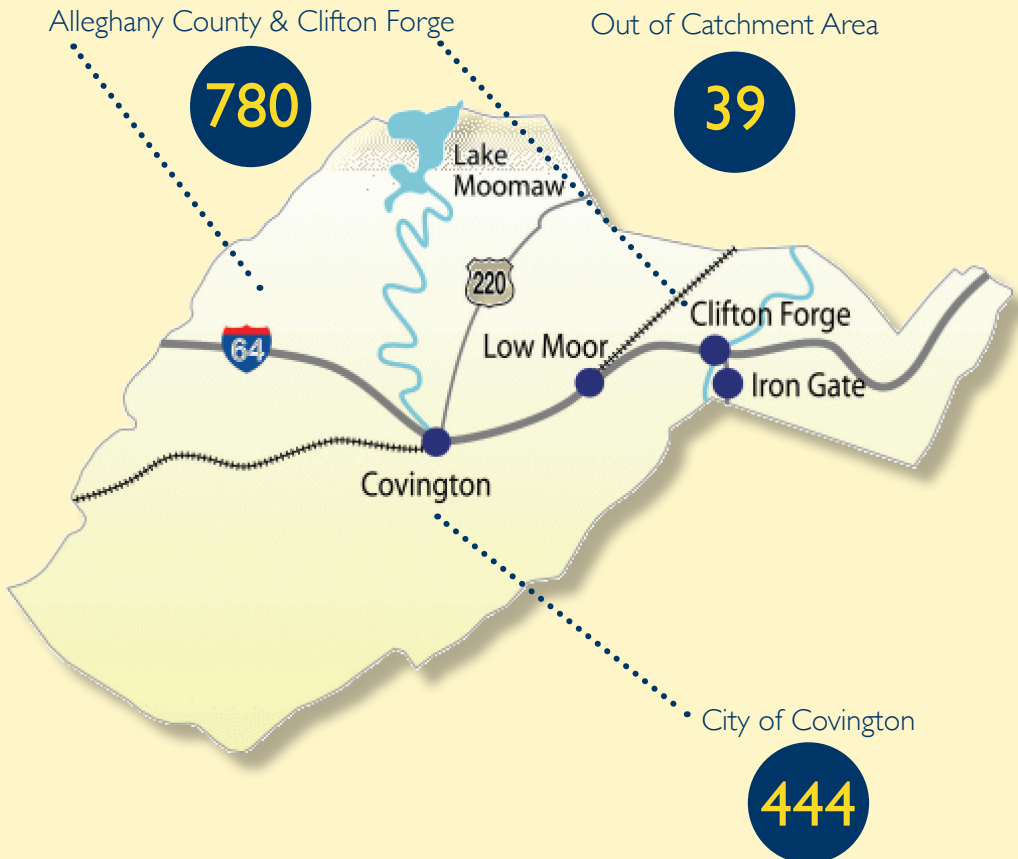 Alleghany County & Clifton Forge
780
Out of Catchment Area
39
Lake
Moomaw
220
64
Clifton Forge
Low Moor
Iron Gate
Covington
City of Covington
444